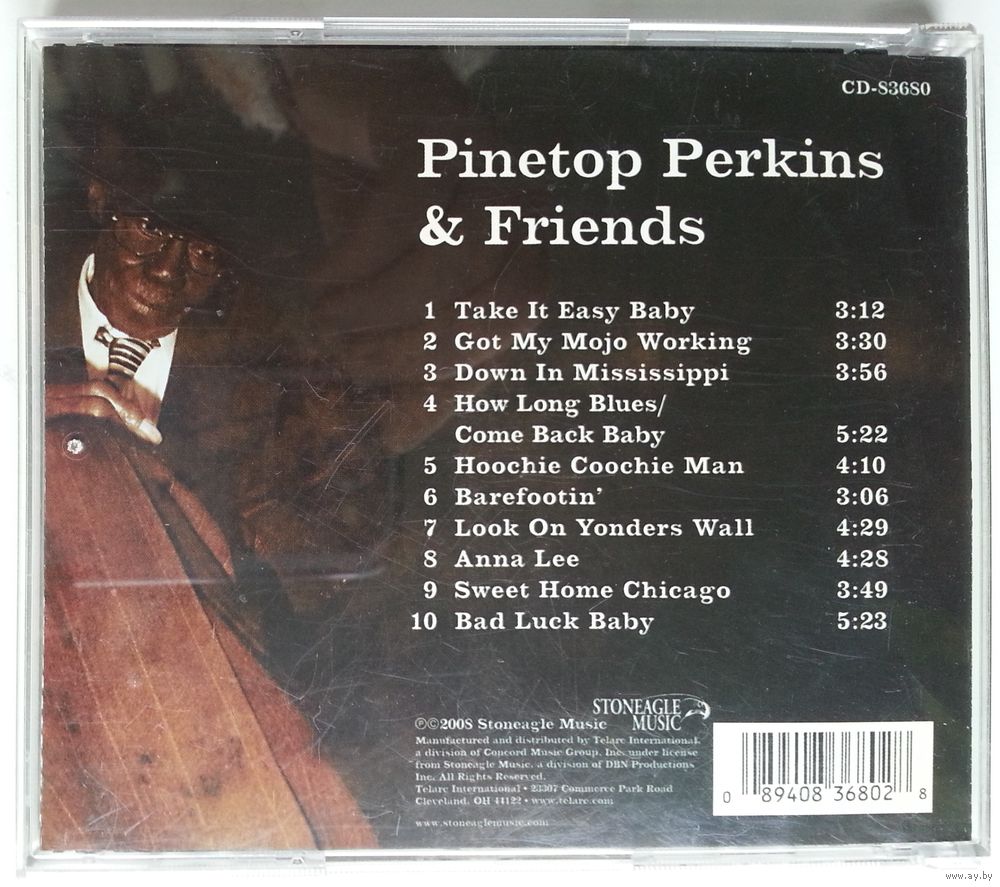 CD-83680
Pinetop Perkins
& Friends
1 Take It Easy Baby 3:12
2 Got My Mojo Working 3:30
3 Down In Mississippi 3:56
4 How Long Blues/
Come Back Baby 5:22
5 Hoochie Coochie Man 4:10
6 Barefootin' 3:06
7 Look On Yonders Wall 4:29
8 Anna Lee 4:28
9 Sweet Home Chicago 3:49
10 Bad Luck Baby 5:23
STONEAGLE
MUSIC
℗©2008 Stoneagle Music
Manufactured and distributed by Telarc International,
a division of Concord Music Group, Inc. under license
from Stoneagle Music, a division of DBN Productions
Inc. All Rights Reserved.
Telarc International • 23307 Commerce Park Road
Cleveland, OH 44122 • www.telarc.com
www.stoneaglemusic.com
0 89408 36802 8
www.ay.by